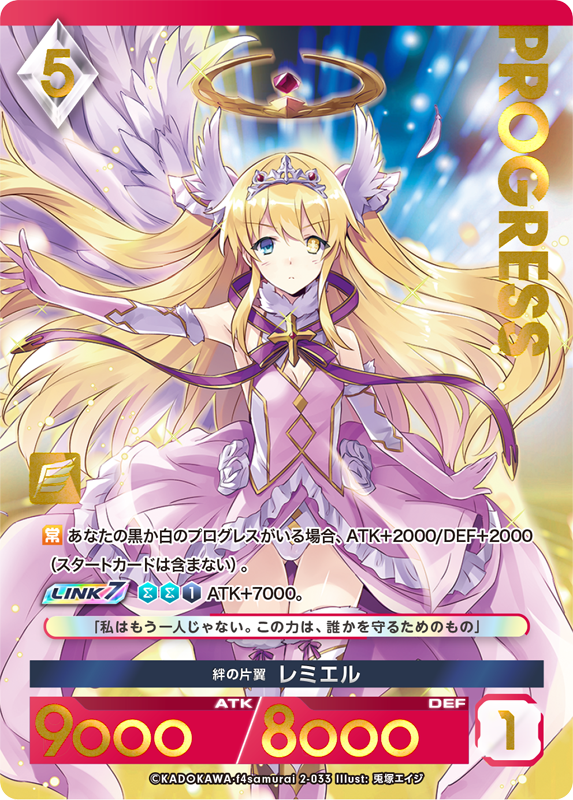 5
PROGRESS
常 あなたの黒か白のプログレスがいる場合、ATK+2000/DEF+2000
（スタートカードは含まない）。
LINK 7 Σ Σ 1 ATK+7000。
「私はもう一人じゃない。この力は、誰かを守るためのもの」
絆の片翼 レミエル
ATK DEF
9000/8000 1
©KADOKAWA・f4samurai 2-033 Illust: 兎塚エイジ